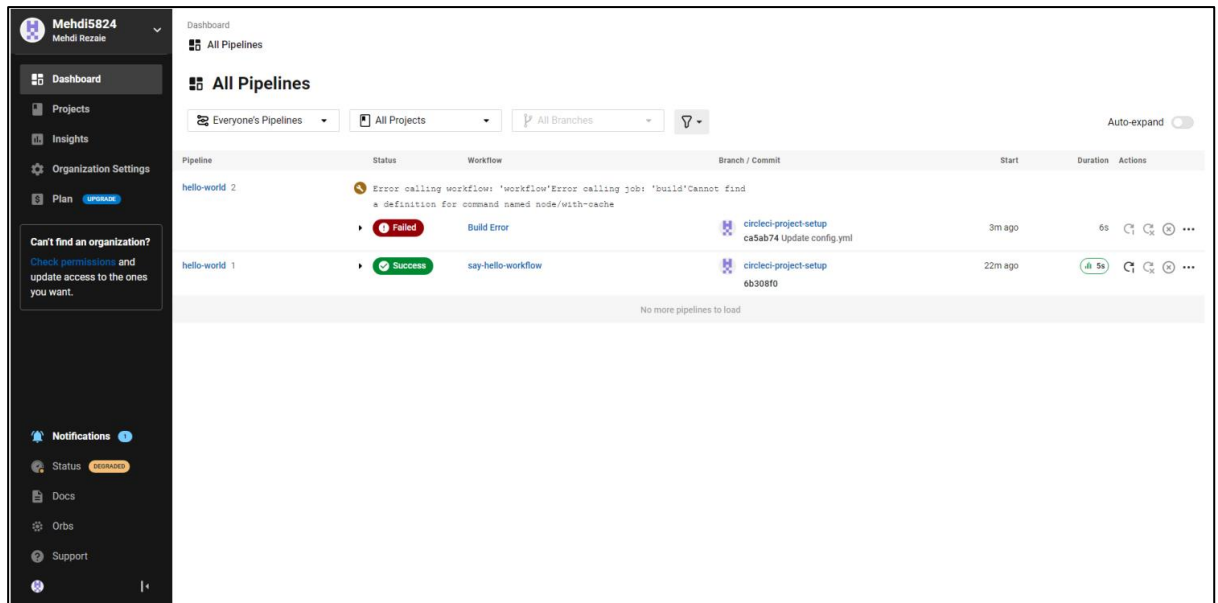 Mehdi5824
Mehdi Rezaie
Dashboard
Projects
Insights
Organization Settings
Plan UPGRADE
Can't find an organization?
Check permissions and
update access to the ones
you want.
Notifications 1
Status DEGRADED
Docs
Orbs
Support
Dashboard
All Pipelines
All Pipelines
Everyone's Pipelines All Projects All Branches Auto-expand
Pipeline Status Workflow Branch / Commit Start Duration Actions
hello-world 2 Error calling workflow: 'workflow'Error calling job: 'build'Cannot find
a definition for command named node/with-cache
Failed Build Error circleci-project-setup 3m ago 6s
ca5ab74 Update config.yml
hello-world 1 Success say-hello-workflow circleci-project-setup 22m ago 5s
6b308f0
No more pipelines to load